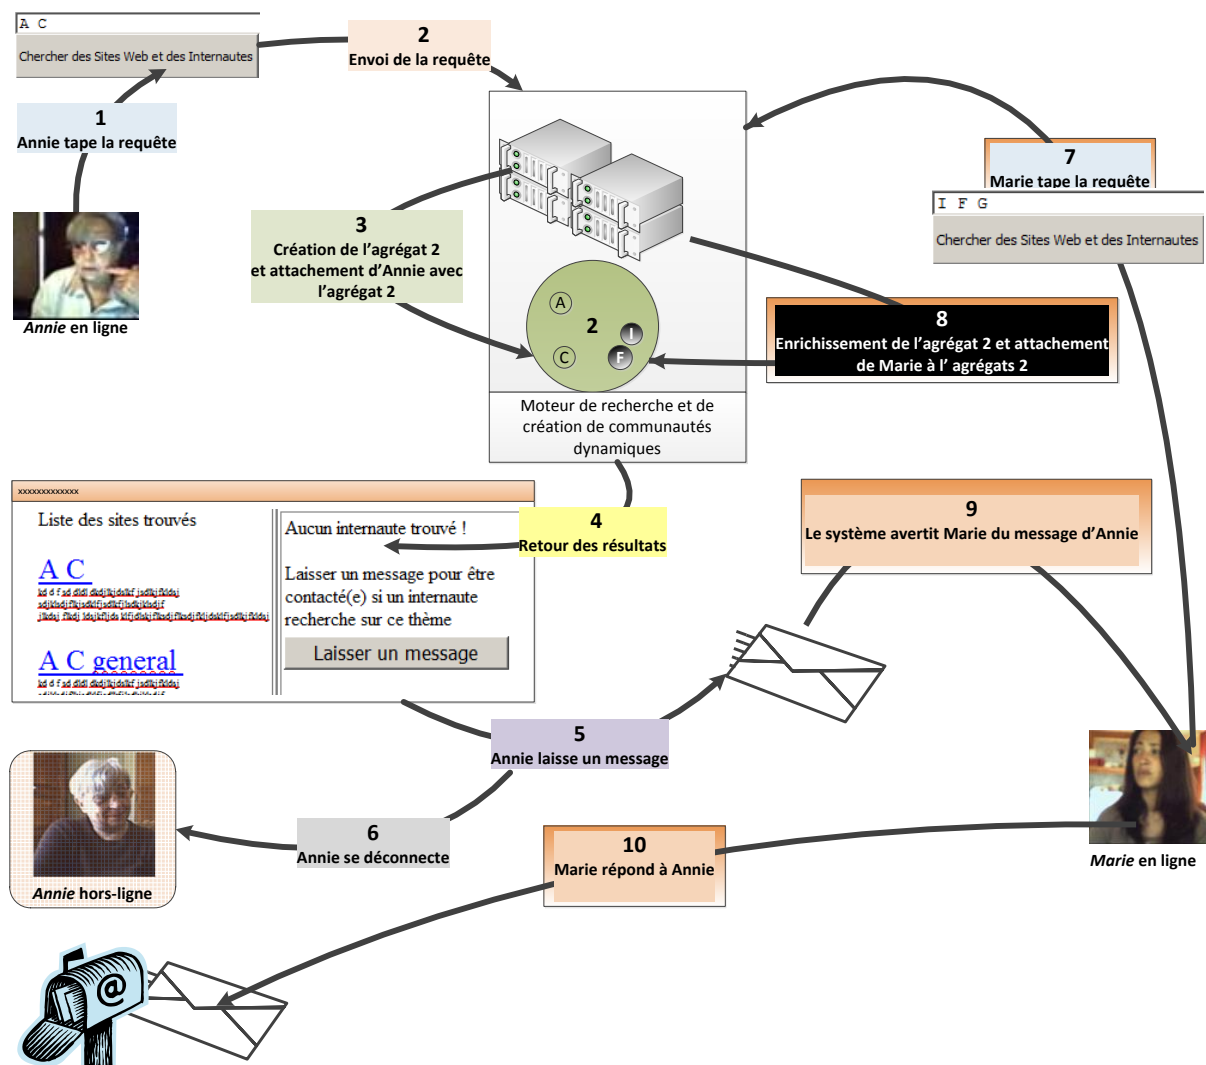 A C
Chercher des Sites Web et des Internautes
1
Annie tape la requête
Annie en ligne
2
Envoi de la requête
3
Création de l'agrégat 2
et attachement d'Annie avec
l'agrégat 2
A
C
2
I
F
Moteur de recherche et de
création de communautés
dynamiques
7
Marie tape la requête
I F G
Chercher des Sites Web et des Internautes
8
Enrichissement de l'agrégat 2 et attachement
de Marie à l' agrégats 2
4
Retour des résultats
xxxxxxxxxxxxx
Liste des sites trouvés
A C
A C general
Aucun internaute trouvé !
Laisser un message pour être
contacté(e) si un internaute
recherche sur ce thème
Laisser un message
9
Le système avertit Marie du message d'Annie
5
Annie laisse un message
6
Annie se déconnecte
Annie hors-ligne
10
Marie répond à Annie
Marie en ligne
@